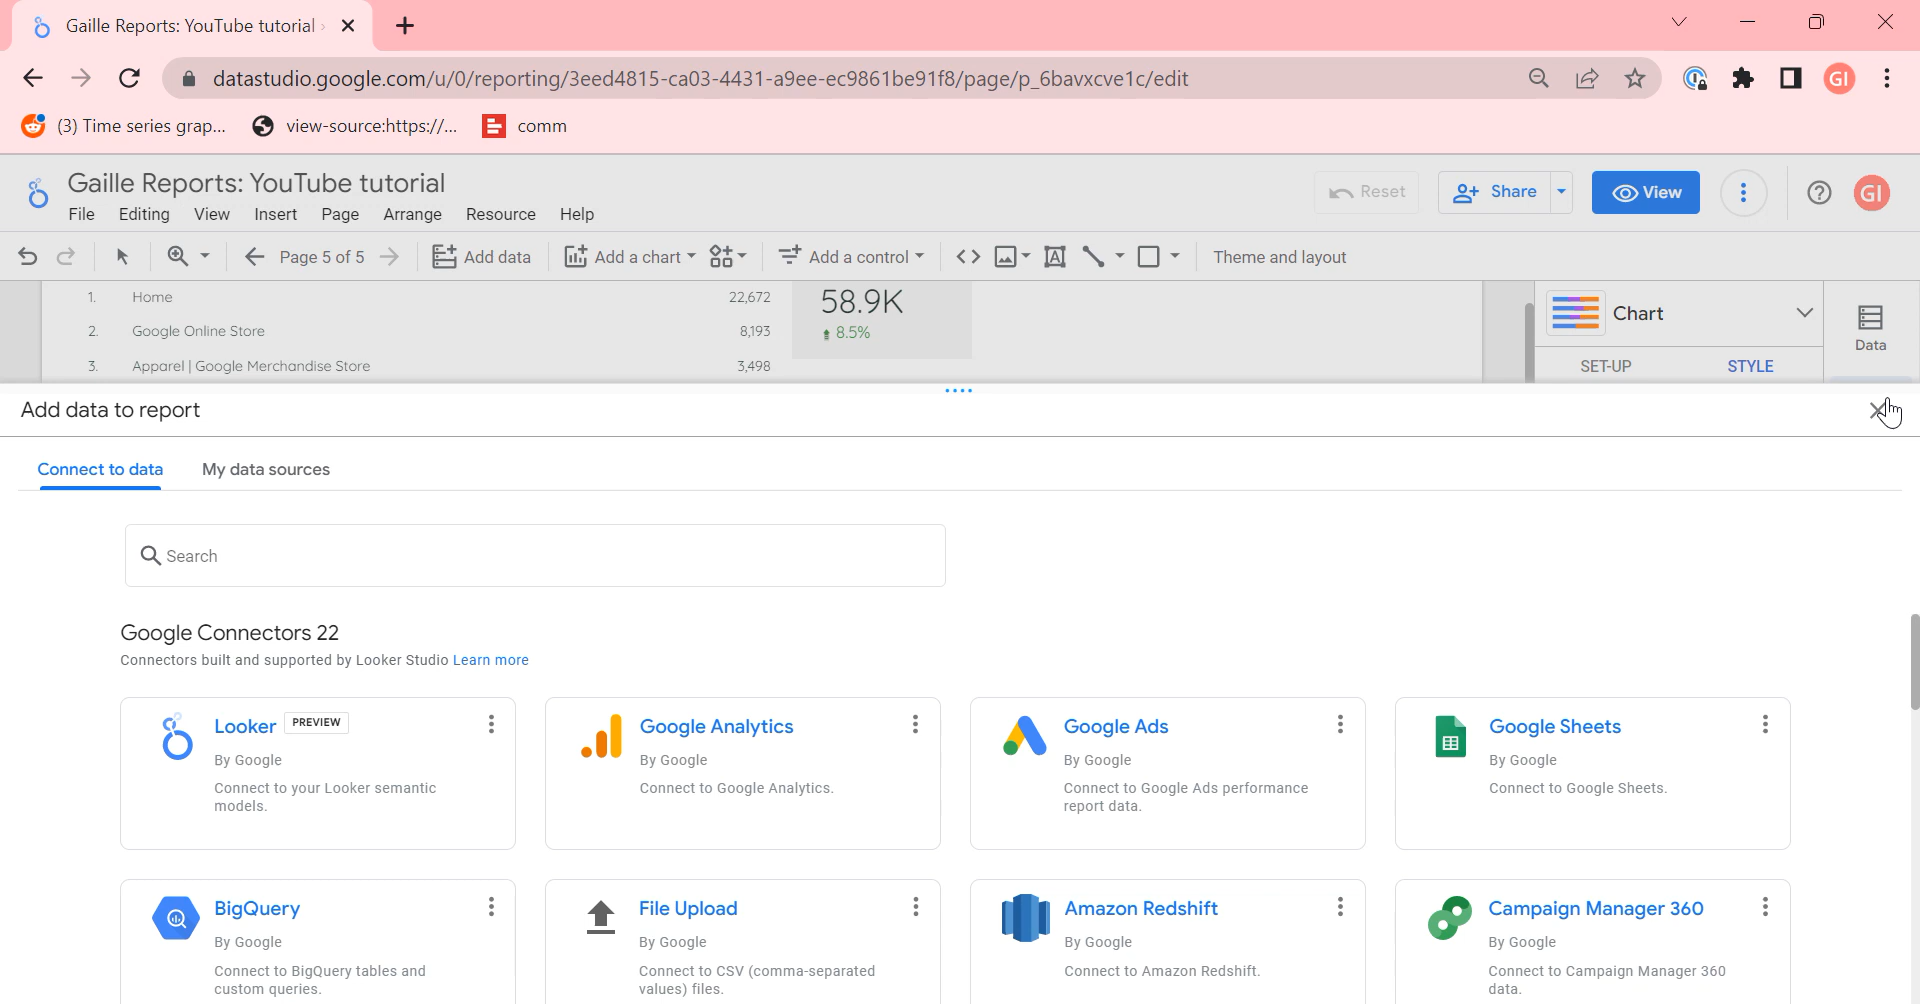 Gaille Reports: YouTube tutorial
datastudio.google.com/u/0/reporting/3eed4815-ca03-4431-a9ee-ec9861be91f8/page/p_6bavxcve1c/edit
GI
(3) Time series grap...
view-source:https://...
comm
Gaille Reports: YouTube tutorial
Reset
Share
View
GI
File
Editing
View
Insert
Page
Arrange
Resource
Help
Page 5 of 5
Add data
Add a chart
Add a control
Theme and layout
1. Home 22,672
2. Google Online Store 8,193
3. Apparel | Google Merchandise Store 3,498
58.9K
8.5%
Chart
SET-UP
STYLE
Data
Add data to report
Connect to data
My data sources
Search
Google Connectors 22
Connectors built and supported by Looker Studio Learn more
Looker PREVIEW
By Google
Connect to your Looker semantic
models.
Google Analytics
By Google
Connect to Google Analytics.
Google Ads
By Google
Connect to Google Ads performance
report data.
Google Sheets
By Google
Connect to Google Sheets.
BigQuery
By Google
Connect to BigQuery tables and
custom queries.
File Upload
By Google
Connect to CSV (comma-separated
values) files.
Amazon Redshift
By Google
Connect to Amazon Redshift.
Campaign Manager 360
By Google
Connect to Campaign Manager 360
data.